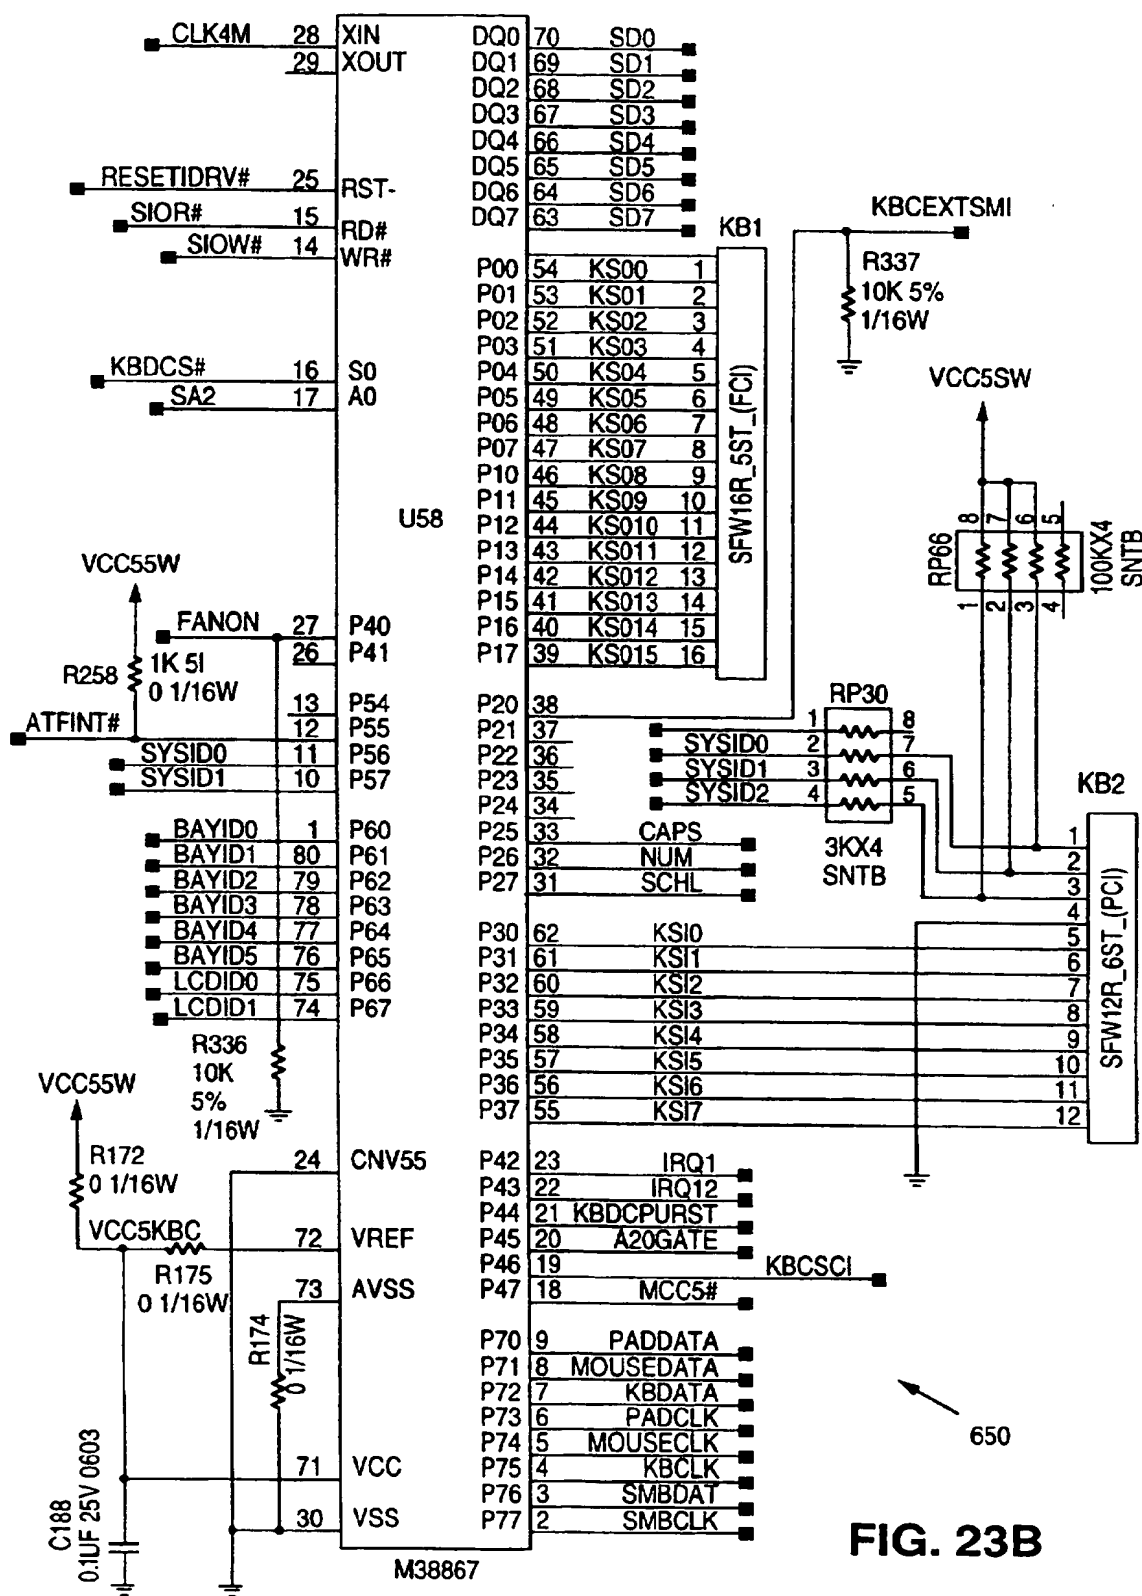 CLK4M 28 XIN
29 XOUT
RESETIDRV# 25 RST-
SIOR# 15 RD#
SIOW# 14 WR#
KBDCS# 16 S0
SA2 17 A0
U58
VCC55W
FANON 27 P40
26 P41
R258 1K 5I
0 1/16W
13 P54
ATFINT# 12 P55
SYSID0 11 P56
SYSID1 10 P57
BAYID0 1 P60
BAYID1 80 P61
BAYID2 79 P62
BAYID3 78 P63
BAYID4 77 P64
BAYID5 76 P65
LCDID0 75 P66
LCDID1 74 P67
R336
10K
5%
1/16W
VCC55W
R172
0 1/16W
24 CNV55
VCC5KBC
72 VREF
R175
0 1/16W
73 AVSS
R174
0 1/16W
71 VCC
C188
0.1UF 25V 0603
30 VSS
M38867
DQ0 70 SD0
DQ1 69 SD1
DQ2 68 SD2
DQ3 67 SD3
DQ4 66 SD4
DQ5 65 SD5
DQ6 64 SD6
DQ7 63 SD7
KB1
P00 54 KS00 1
P01 53 KS01 2
P02 52 KS02 3
P03 51 KS03 4
P04 50 KS04 5
P05 49 KS05 6
P06 48 KS06 7
P07 47 KS07 8
P10 46 KS08 9
P11 45 KS09 10
P12 44 KS010 11
P13 43 KS011 12
P14 42 KS012 13
P15 41 KS013 14
P16 40 KS014 15
P17 39 KS015 16
SFW16R_5ST_(FCI)
KBCEXTSMI
R337
10K 5%
1/16W
VCC5SW
8 7 6 5
RP66
1 2 3 4
100KX4
SNTB
P20 38
P21 37
P22 36
P23 35
P24 34
P25 33 CAPS
P26 32 NUM
P27 31 SCHL
RP30
1 8
SYSID0 2 7
SYSID1 3 6
SYSID2 4 5
3KX4
SNTB
KB2
1
2
3
4
5
6
7
8
9
10
11
12
SFW12R_6ST_(PCI)
P30 62 KSI0
P31 61 KSI1
P32 60 KSI2
P33 59 KSI3
P34 58 KSI4
P35 57 KSI5
P36 56 KSI6
P37 55 KSI7
P42 23 IRQ1
P43 22 IRQ12
P44 21 KBDCPURST
P45 20 A20GATE
P46 19 KBCSCI
P47 18 MCC5#
P70 9 PADDATA
P71 8 MOUSEDATA
P72 7 KBDATA
P73 6 PADCLK
P74 5 MOUSECLK
P75 4 KBCLK
P76 3 SMBDAT
P77 2 SMBCLK
650
FIG. 23B